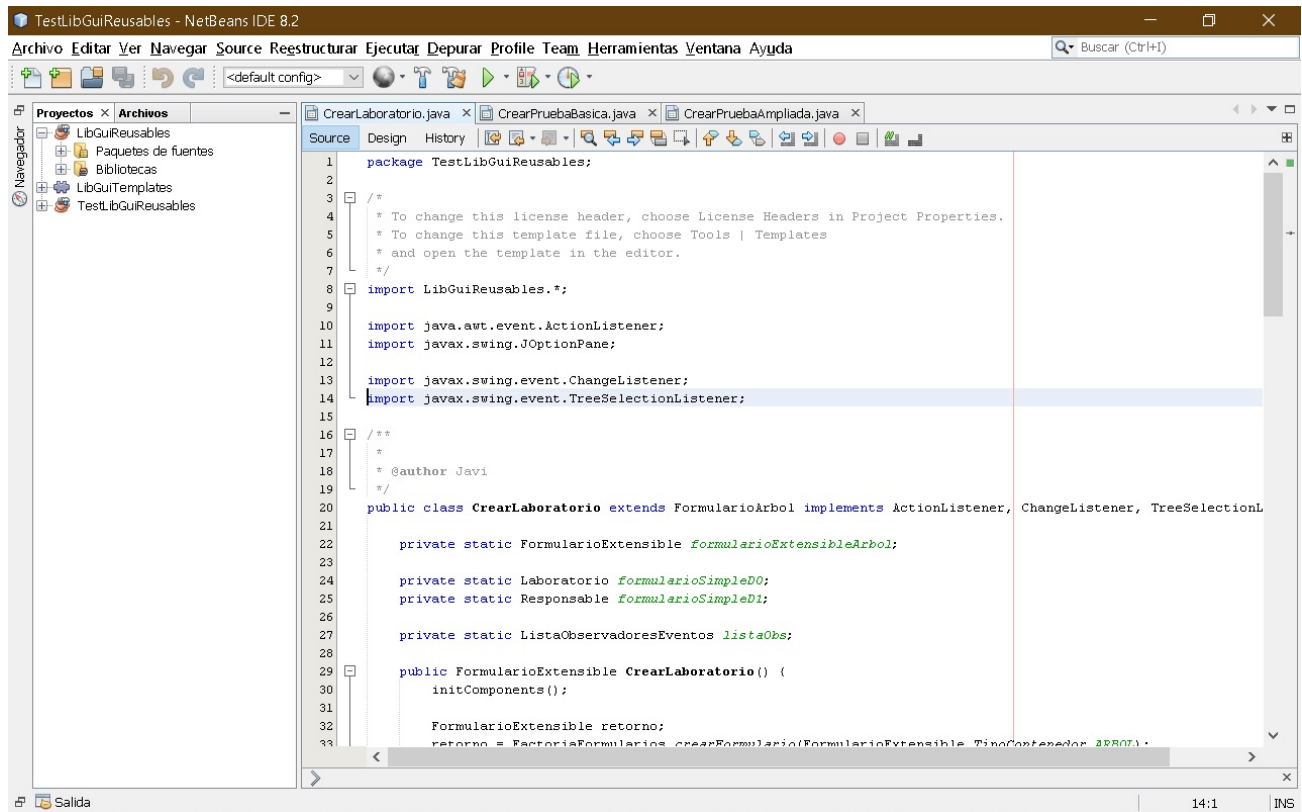 TestLibGuiReusables - NetBeans IDE 8.2
Archivo Editar Ver Navegar Source Reestructurar Ejecutar Depurar Profile Team Herramientas Ventana Ayuda
Buscar (Ctrl+I)
<default config>
Proyectos Archivos
Navegador
LibGuiReusables
Paquetes de fuentes
Bibliotecas
LibGuiTemplates
TestLibGuiReusables
CrearLaboratorio.java CrearPruebaBasica.java CrearPruebaAmpliada.java
Source Design History
1 package TestLibGuiReusables;
2
3 /*
4 * To change this license header, choose License Headers in Project Properties.
5 * To change this template file, choose Tools | Templates
6 * and open the template in the editor.
7 */
8 import LibGuiReusables.*;
9
10 import java.awt.event.ActionListener;
11 import javax.swing.JOptionPane;
12
13 import javax.swing.event.ChangeListener;
14 import javax.swing.event.TreeSelectionListener;
15
16 /**
17 *
18 * @author Javi
19 */
20 public class CrearLaboratorio extends FormularioArbol implements ActionListener, ChangeListener, TreeSelectionL
21
22 private static FormularioExtensible formularioExtensibleArbol;
23
24 private static Laboratorio formularioSimpleD0;
25 private static Responsable formularioSimpleD1;
26
27 private static ListaObservadoresEventos listaObs;
28
29 public FormularioExtensible CrearLaboratorio() {
30 initComponents();
31
32 FormularioExtensible retorno;
33 retorno = FactoriaFormularios.crearFormulario(FormularioExtensible.TipoContenedor.ARBOL);
Salida
14:1 INS